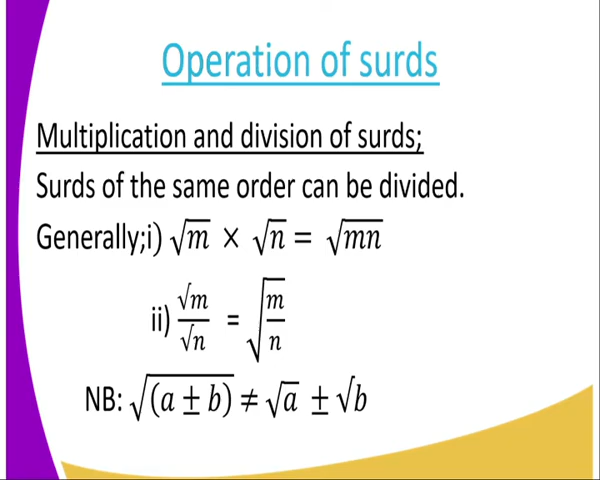 Operation of surds
Multiplication and division of surds;
Surds of the same order can be divided.
Generally;i) √m × √n = √mn
ii) √m/√n = √(m/n)
NB: √(a ± b) ≠ √a ± √b